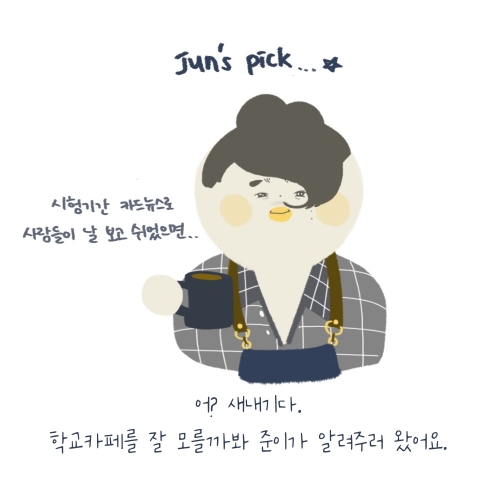 Jun's pick...☆
시험기간 카드뉴스로
사람들이 날 보고 쉬었으면..
어? 새내기다.
학교카페를 잘 모를까봐 준이가 알려주러 왔어요.